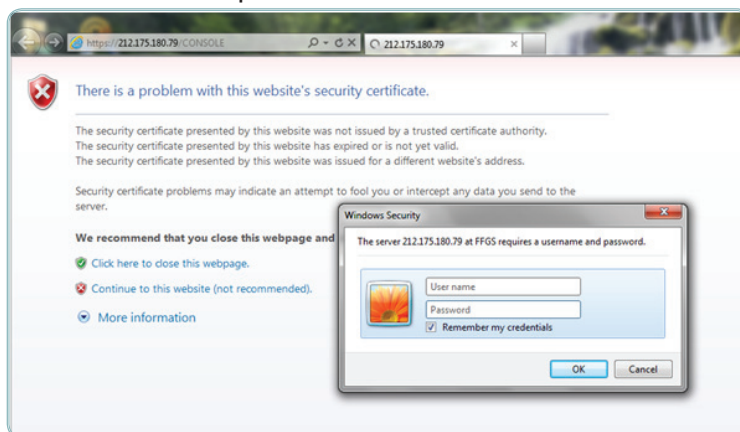 https://212.175.180.79/CONSOLE
212.175.180.79
There is a problem with this website's security certificate.
The security certificate presented by this website was not issued by a trusted certificate authority.
The security certificate presented by this website has expired or is not yet valid.
The security certificate presented by this website was issued for a different website's address.
Security certificate problems may indicate an attempt to fool you or intercept any data you send to the
server.
We recommend that you close this webpage and
Click here to close this webpage.
Continue to this website (not recommended).
More information
Windows Security
The server 212.175.180.79 at FFGS requires a username and password.
User name
Password
Remember my credentials
OK
Cancel